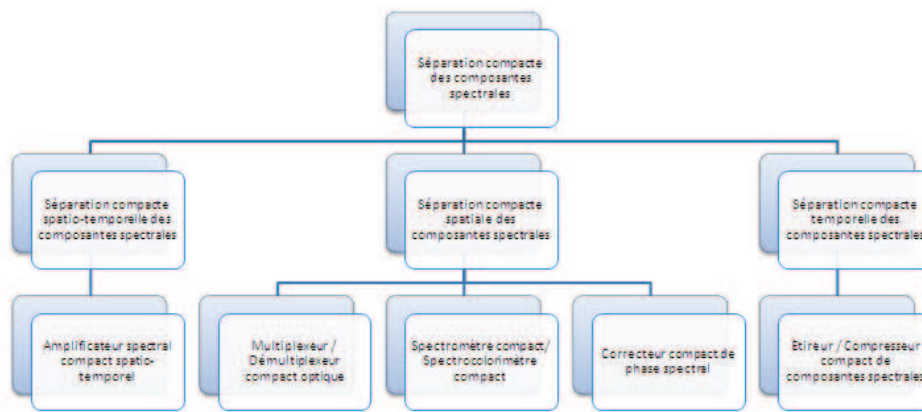 Séparation compacte
des composantes
spectrales
Séparation compacte
spatio-temporelle des
composantes spectrales
Séparation compacte
spatiale des
composantes spectrales
Séparation compacte
temporelle des
composantes spectrales
Amplificateur spectral
compact spatio-
temporel
Multiplexeur /
Démultiplexeur
compact optique
Spectromètre compact/
Spectrocolorimètre
compact
Correcteur compact de
phase spectral
Etireur / Compresseur
compact de
composantes spectrales